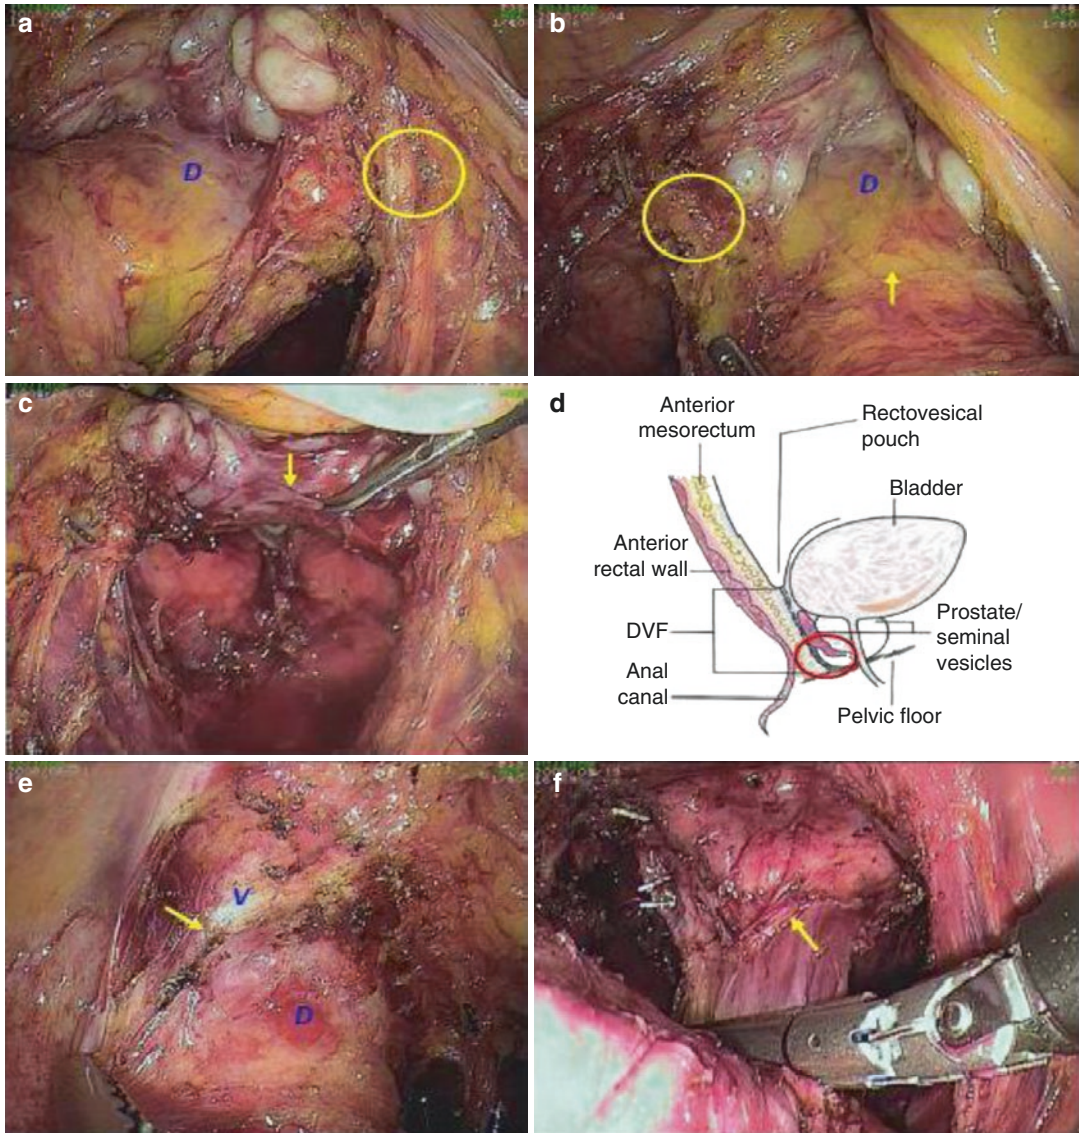 a
D
b
D
c
d
Anterior
mesorectum
Rectovesical
pouch
Bladder
Anterior
rectal wall
DVF
Prostate/
seminal
vesicles
Anal
canal
Pelvic floor
e
V
D
f